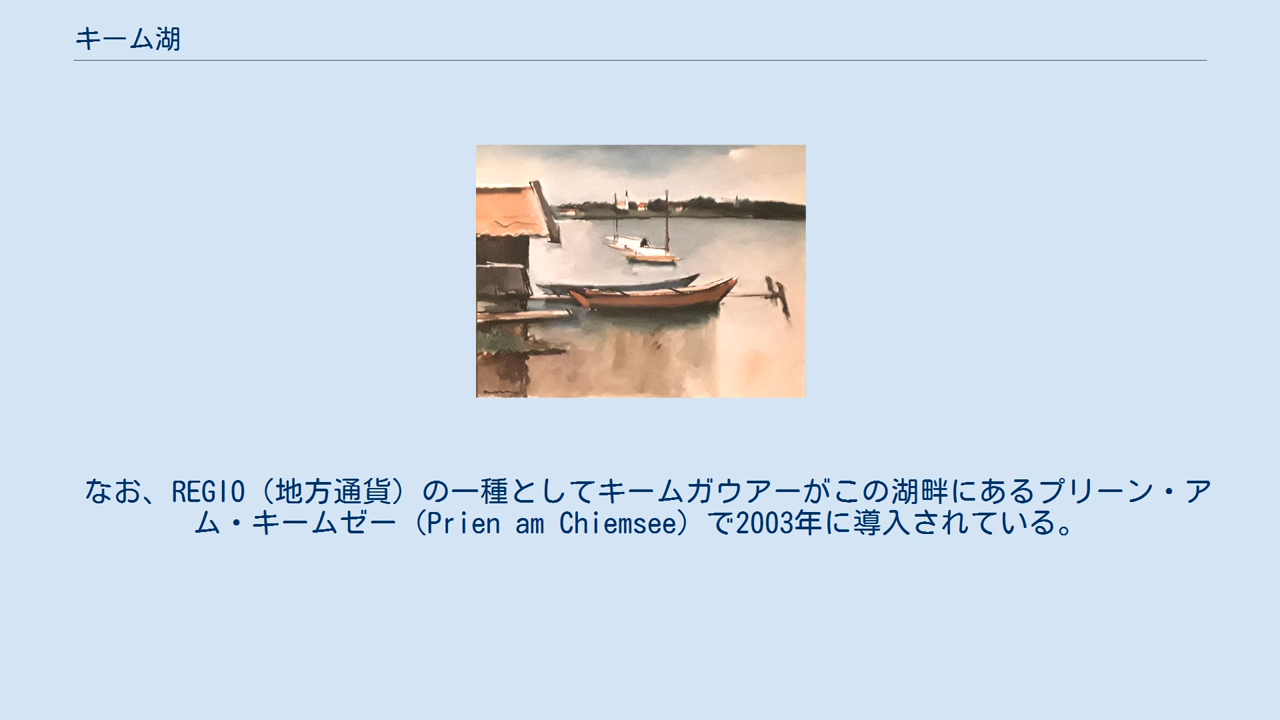 キーム湖
なお、REGIO（地方通貨）の一種としてキームガウアーがこの湖畔にあるプリーン・ア
ム・キームゼー（Prien am Chiemsee）で2003年に導入されている。